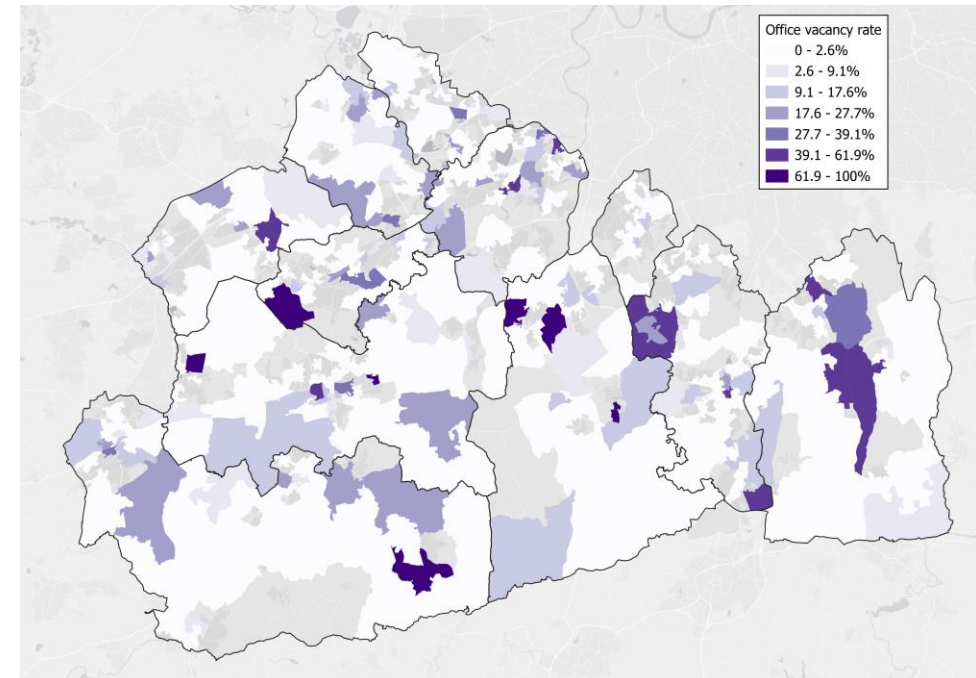 Office vacancy rate
0 - 2.6%
2.6 - 9.1%
9.1 - 17.6%
17.6 - 27.7%
27.7 - 39.1%
39.1 - 61.9%
61.9 - 100%